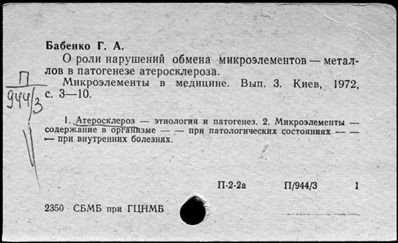 Бабенко Г. А.
О роли нарушений обмена микроэлементов — метал-
лов в патогенезе атеросклероза.
Микроэлементы в медицине. Вып. 3. Киев, 1972,
с. 3—10.
П
944/3
1. Атеросклероз — этиология и патогенез. 2. Микроэлементы —
содержание в организме — — при патологических состояниях — —
— при внутренних болезнях.
П-2-2а П/944/3 1
2350 СБМБ при ГЦНМБ